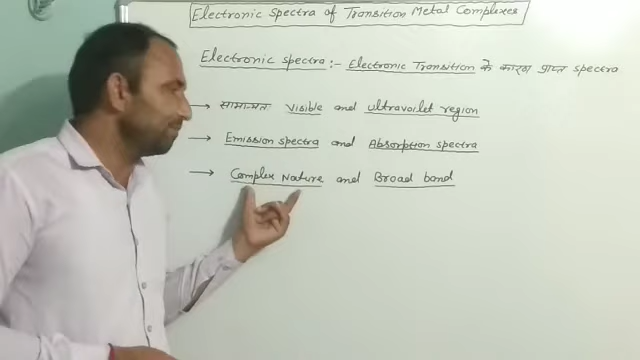 Electronic Spectra of Transition Metal Complexes
Electronic Spectra:- Electronic Transition के कारण प्राप्त spectra
→ सामान्यतः Visible and ultravoilet region
→ Emission spectra and Absorption spectra
→ Complex Nature and Broad band